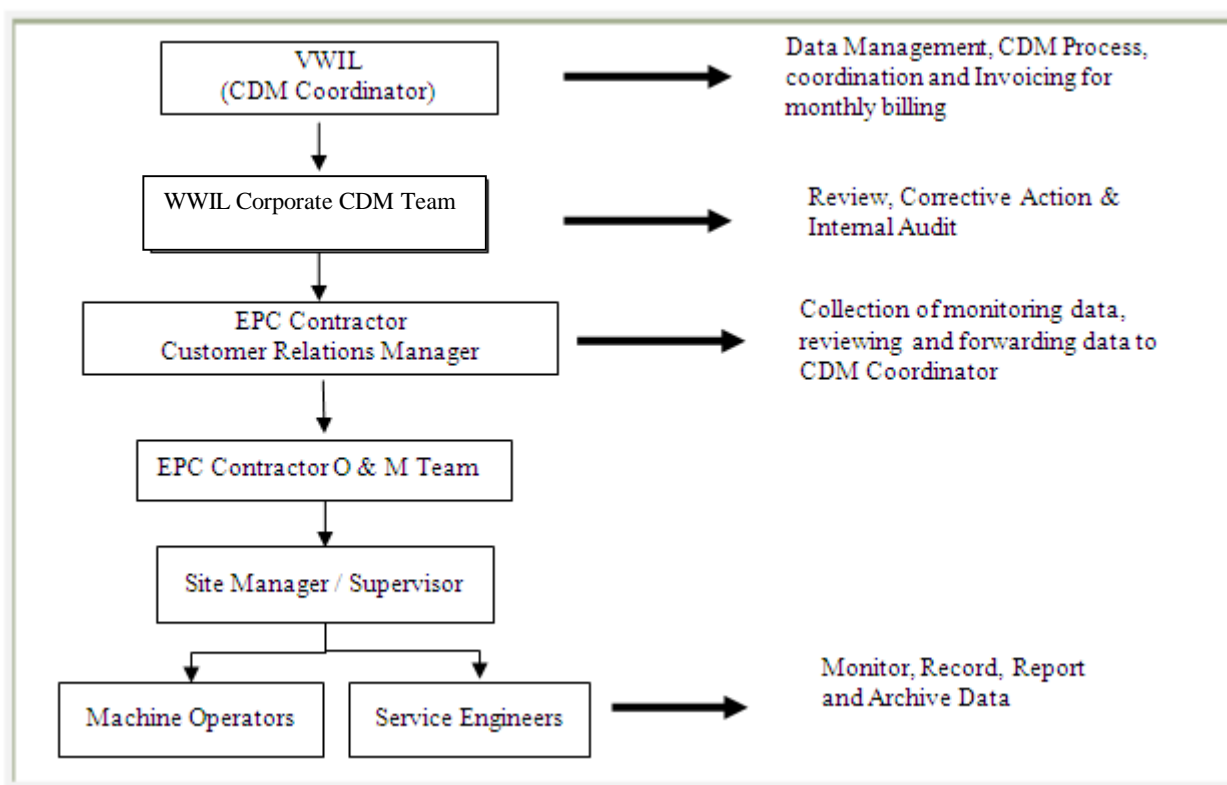 VWIL
(CDM Coordinator)
Data Management, CDM Process,
coordination and Invoicing for
monthly billing
WWIL Corporate CDM Team
Review, Corrective Action &
Internal Audit
EPC Contractor
Customer Relations Manager
Collection of monitoring data,
reviewing and forwarding data to
CDM Coordinator
EPC Contractor O & M Team
Site Manager / Supervisor
Machine Operators
Service Engineers
Monitor, Record, Report
and Archive Data